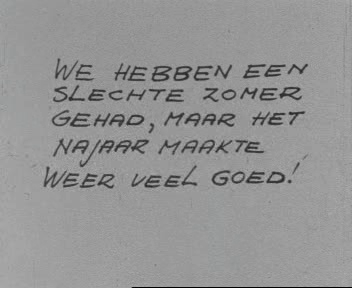 WE HEBBEN EEN
SLECHTE ZOMER
GEHAD, MAAR HET
NAJAAR MAAKTE
WEER VEEL GOED!